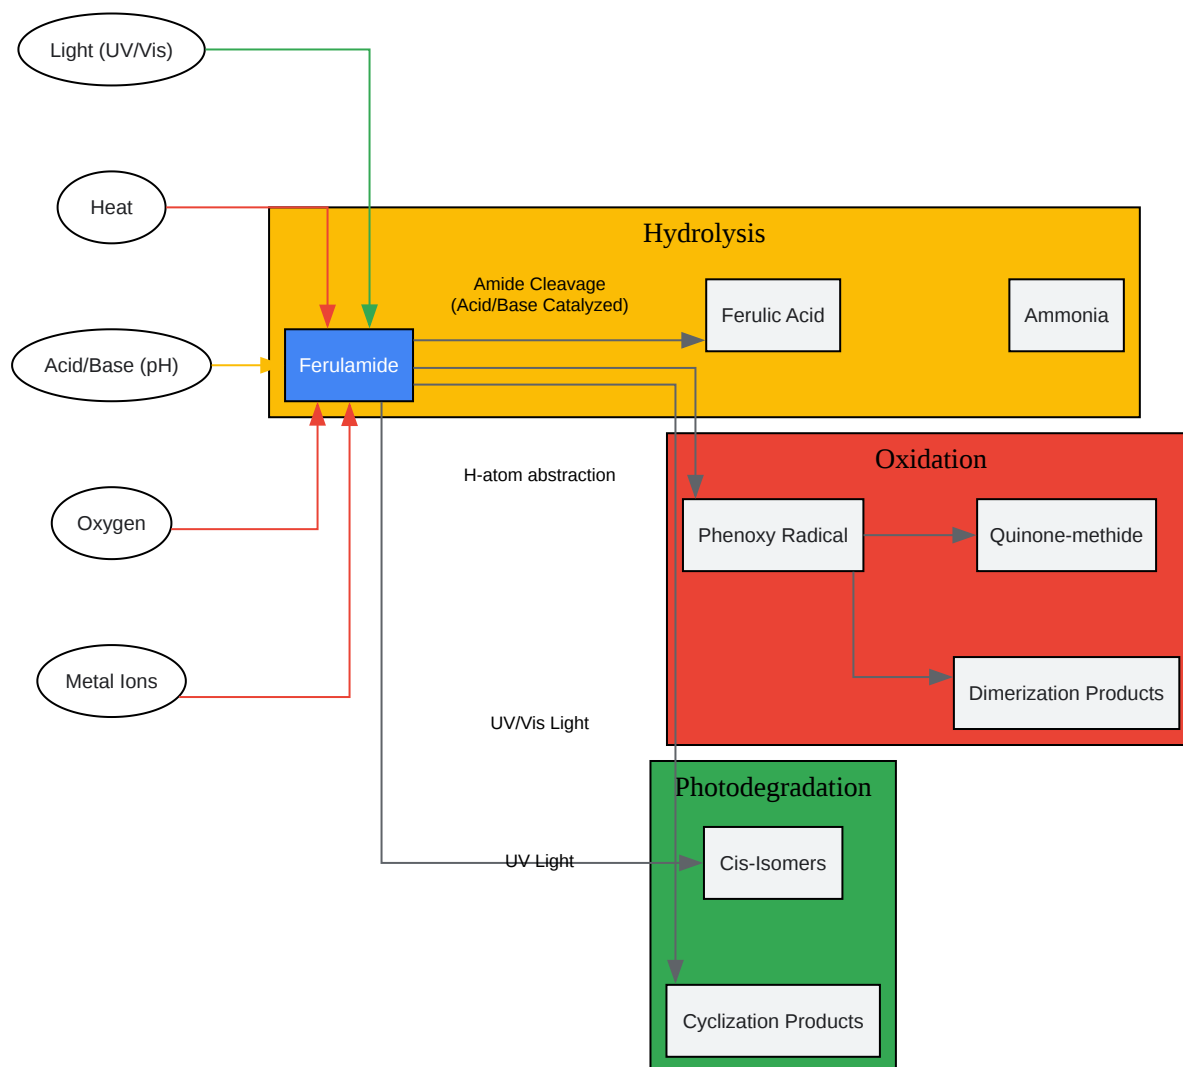 Light (UV/Vis)
Heat
Hydrolysis
Amide Cleavage
(Acid/Base Catalyzed)
Ferulic Acid
Ammonia
Acid/Base (pH)
Ferulamide
Oxidation
H-atom abstraction
Oxygen
Phenoxy Radical
Quinone-methide
Metal Ions
Dimerization Products
UV/Vis Light
Photodegradation
UV Light
Cis-Isomers
Cyclization Products